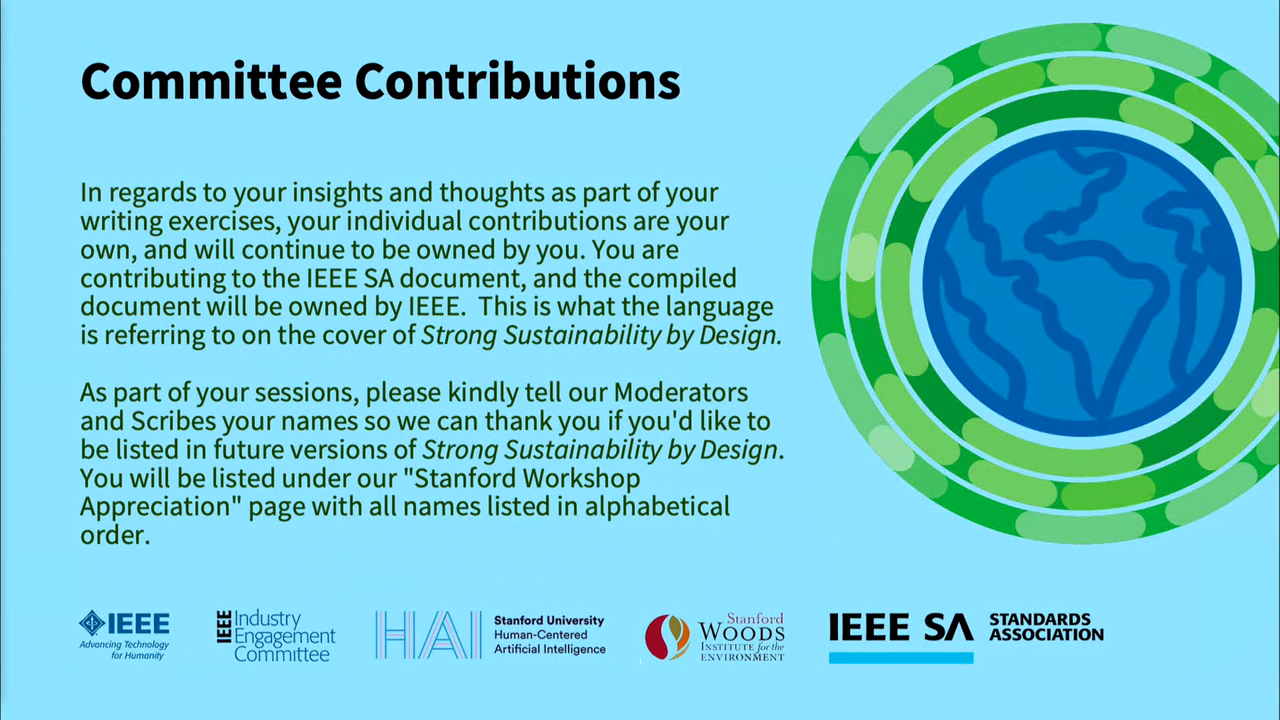 Committee Contributions
In regards to your insights and thoughts as part of your
writing exercises, your individual contributions are your
own, and will continue to be owned by you. You are
contributing to the IEEE SA document, and the compiled
document will be owned by IEEE.  This is what the language
is referring to on the cover of Strong Sustainability by Design.
As part of your sessions, please kindly tell our Moderators
and Scribes your names so we can thank you if you'd like to
be listed in future versions of Strong Sustainability by Design.
You will be listed under our "Stanford Workshop
Appreciation" page with all names listed in alphabetical
order.
IEEE
Advancing Technology
for Humanity
IEEE
Industry
Engagement
Committee
HAI
Stanford University
Human-Centered
Artificial Intelligence
Stanford
WOODS
INSTITUTE for the
ENVIRONMENT
IEEE SA
STANDARDS
ASSOCIATION